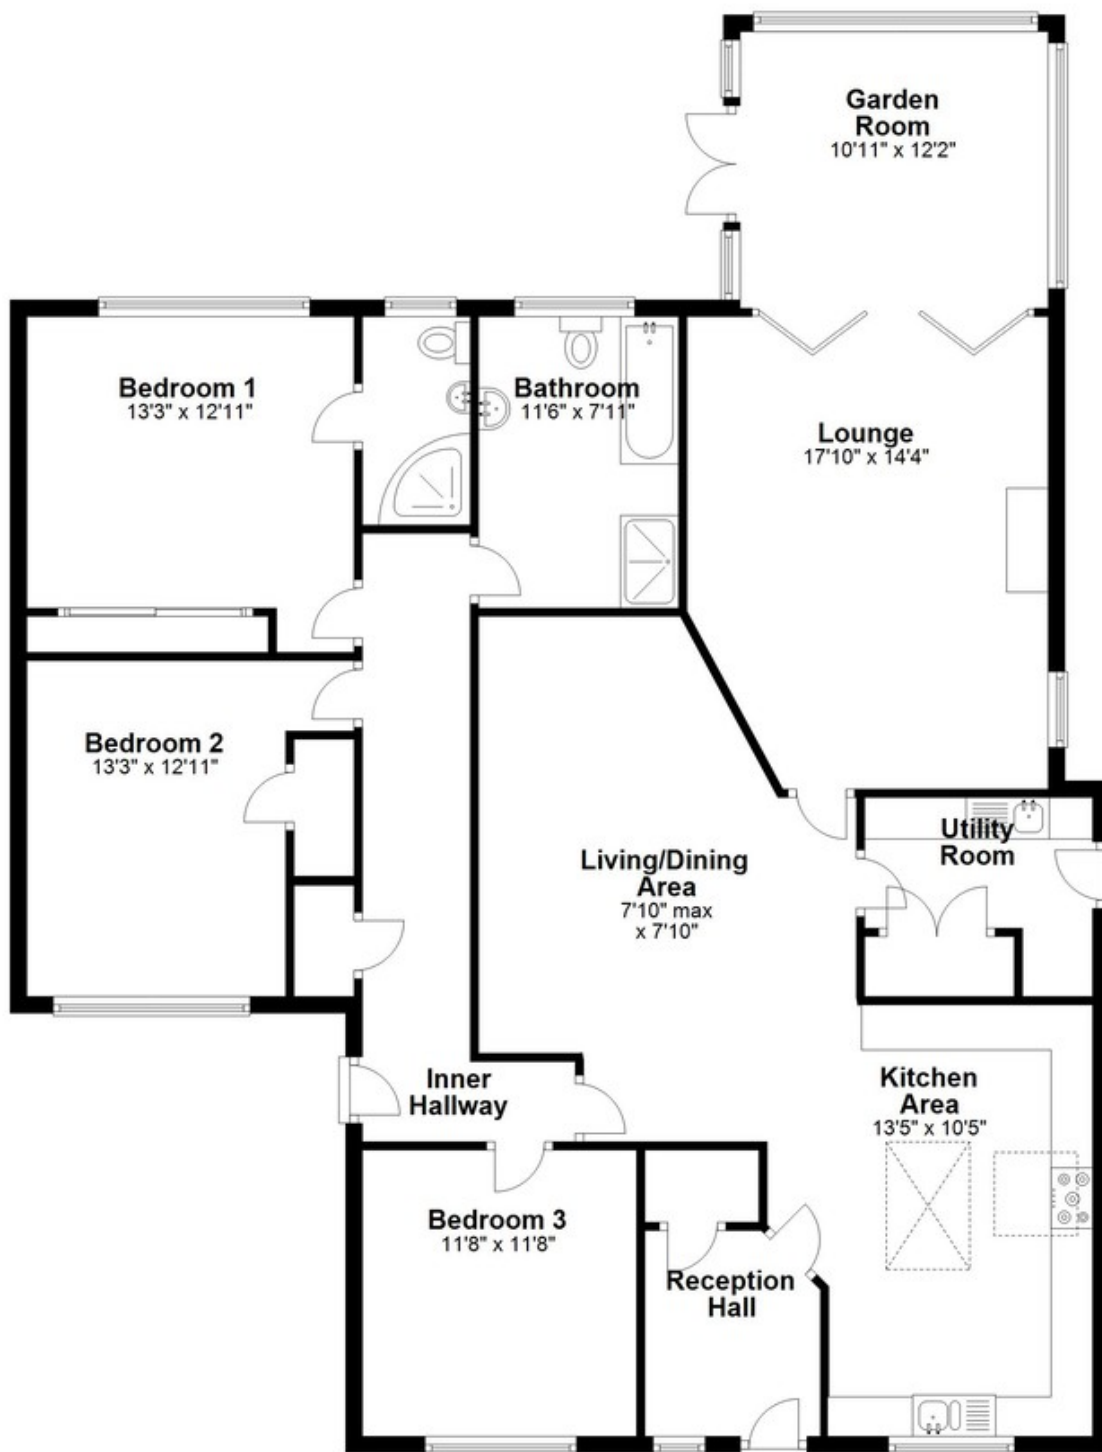 Garden
Room
10'11" x 12'2"
Bedroom 1
13'3" x 12'11"
Bathroom
11'6" x 7'11"
Lounge
17'10" x 14'4"
Bedroom 2
13'3" x 12'11"
Utility
Room
Living/Dining
Area
7'10" max
x 7'10"
Inner
Hallway
Kitchen
Area
13'5" x 10'5"
Bedroom 3
11'8" x 11'8"
Reception
Hall